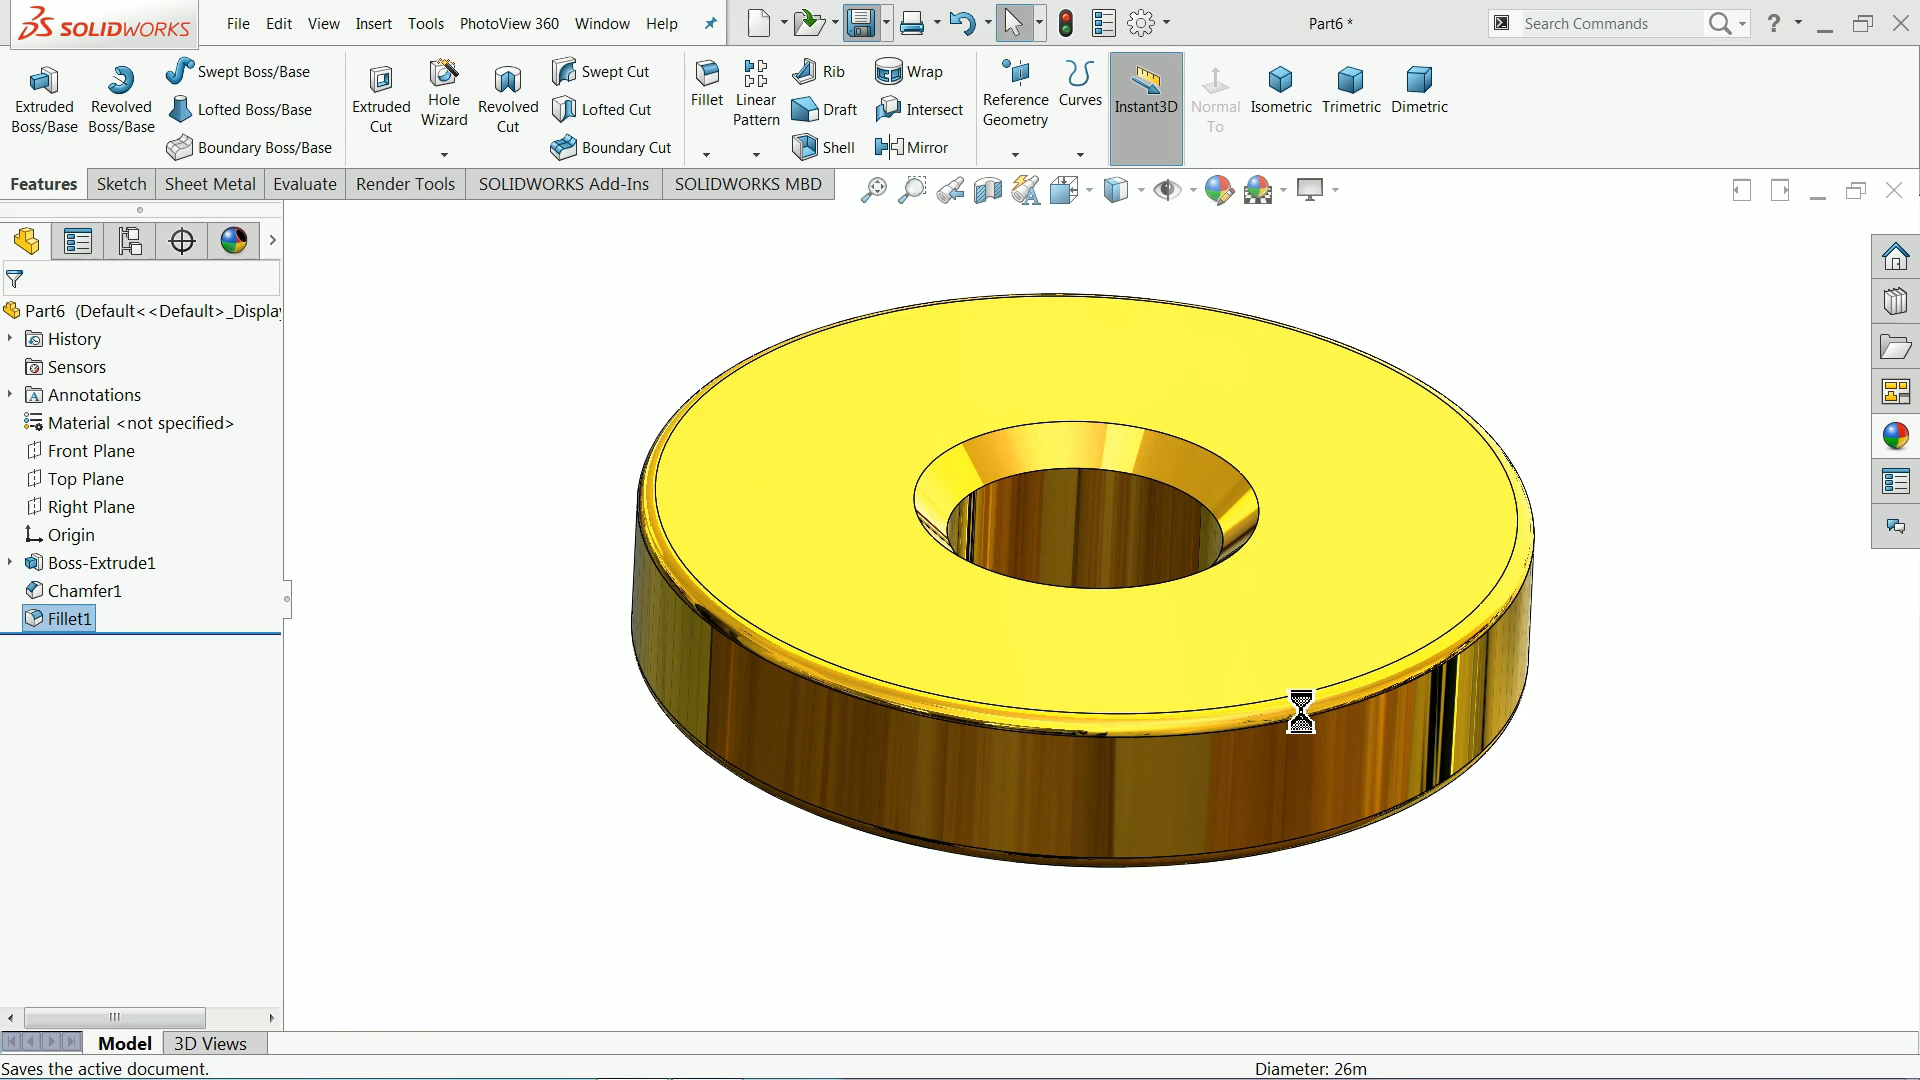 SOLIDWORKS
File Edit View Insert Tools PhotoView 360 Window Help
Part6 *
Search Commands
?
Extruded Boss/Base
Revolved Boss/Base
Swept Boss/Base
Lofted Boss/Base
Boundary Boss/Base
Extruded Cut
Hole Wizard
Revolved Cut
Swept Cut
Lofted Cut
Boundary Cut
Fillet
Linear Pattern
Rib
Draft
Shell
Wrap
Intersect
Mirror
Reference Geometry
Curves
Instant3D
Normal To
Isometric
Trimetric
Dimetric
Features Sketch Sheet Metal Evaluate Render Tools SOLIDWORKS Add-Ins SOLIDWORKS MBD
Part6 (Default<<Default>_Display
History
Sensors
Annotations
Material <not specified>
Front Plane
Top Plane
Right Plane
Origin
Boss-Extrude1
Chamfer1
Fillet1
Model 3D Views
Saves the active document.
Diameter: 26m